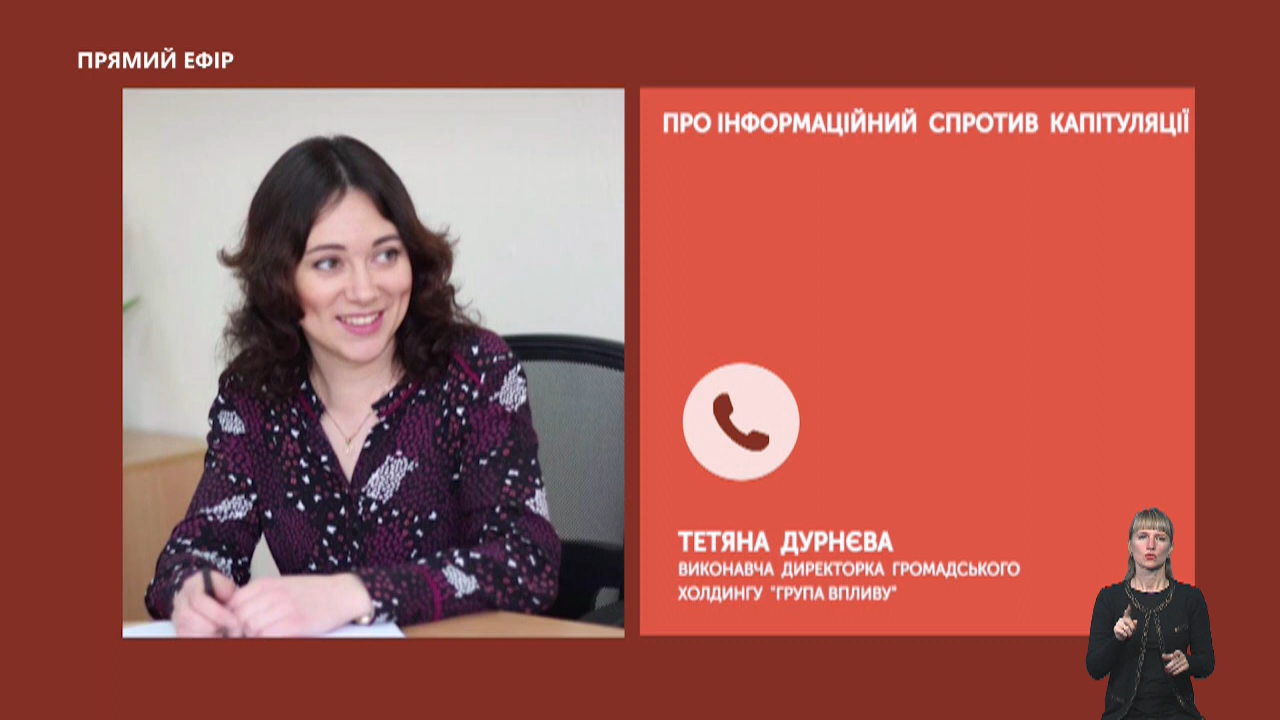 ПРЯМИЙ ЕФІР
ПРО ІНФОРМАЦІЙНИЙ СПРОТИВ КАПІТУЛЯЦІЇ
ТЕТЯНА ДУРНЄВА
ВИКОНАВЧА ДИРЕКТОРКА ГРОМАДСЬКОГО
ХОЛДИНГУ "ГРУПА ВПЛИВУ"